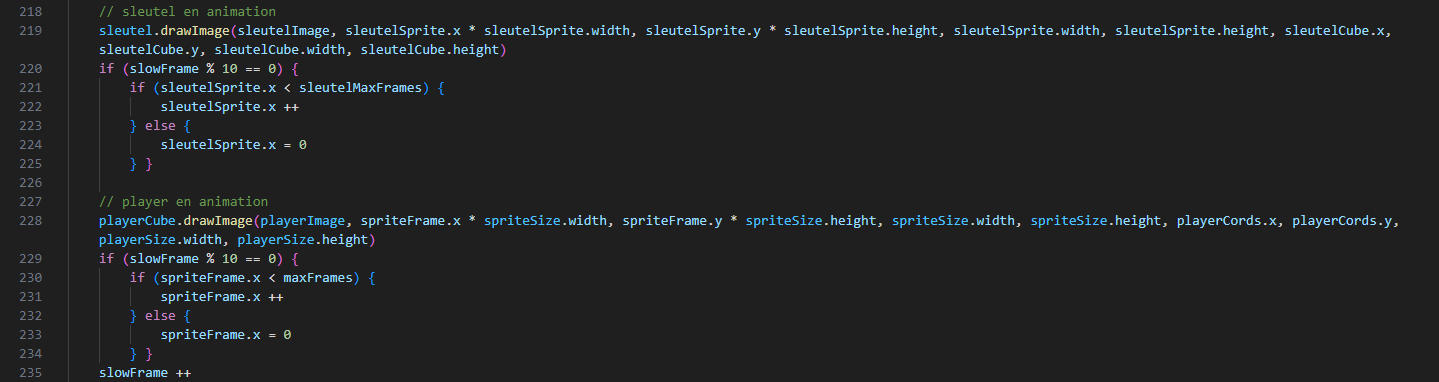 218 // sleutel en animation
219 sleutel.drawImage(sleutelImage, sleutelSprite.x * sleutelSprite.width, sleutelSprite.y * sleutelSprite.height, sleutelSprite.width, sleutelSprite.height, sleutelCube.x,
sleutelCube.y, sleutelCube.width, sleutelCube.height)
220 if (slowFrame % 10 == 0) {
221 if (sleutelSprite.x < sleutelMaxFrames) {
222 sleutelSprite.x ++
223 } else {
224 sleutelSprite.x = 0
225 } }
226
227 // player en animation
228 playerCube.drawImage(playerImage, spriteFrame.x * spriteSize.width, spriteFrame.y * spriteSize.height, spriteSize.width, spriteSize.height, playerCords.x, playerCords.y,
playerSize.width, playerSize.height)
229 if (slowFrame % 10 == 0) {
230 if (spriteFrame.x < maxFrames) {
231 spriteFrame.x ++
232 } else {
233 spriteFrame.x = 0
234 } }
235 slowFrame ++